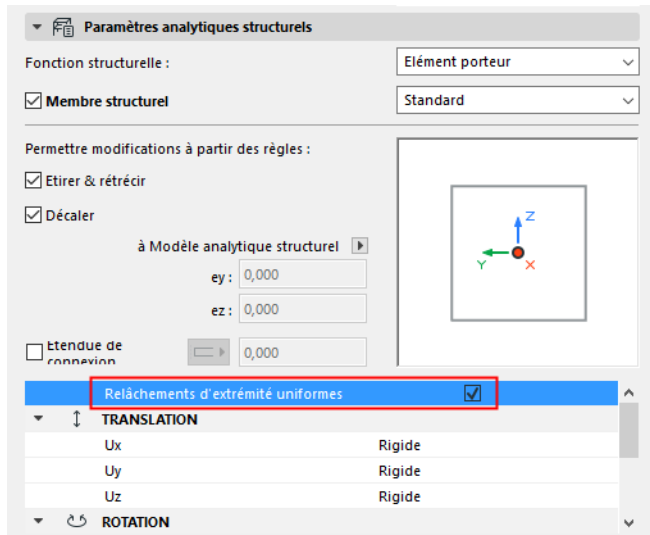 Paramètres analytiques structurels
Fonction structurelle : Elément porteur
Membre structurel Standard
Permettre modifications à partir des règles :
Etirer & rétrécir
Décaler
Z
Y X
à Modèle analytique structurel
ey : 0,000
ez : 0,000
Etendue de
connexion
0,000
Relâchements d'extrémité uniformes
TRANSLATION
Ux Rigide
Uy Rigide
Uz Rigide
ROTATION